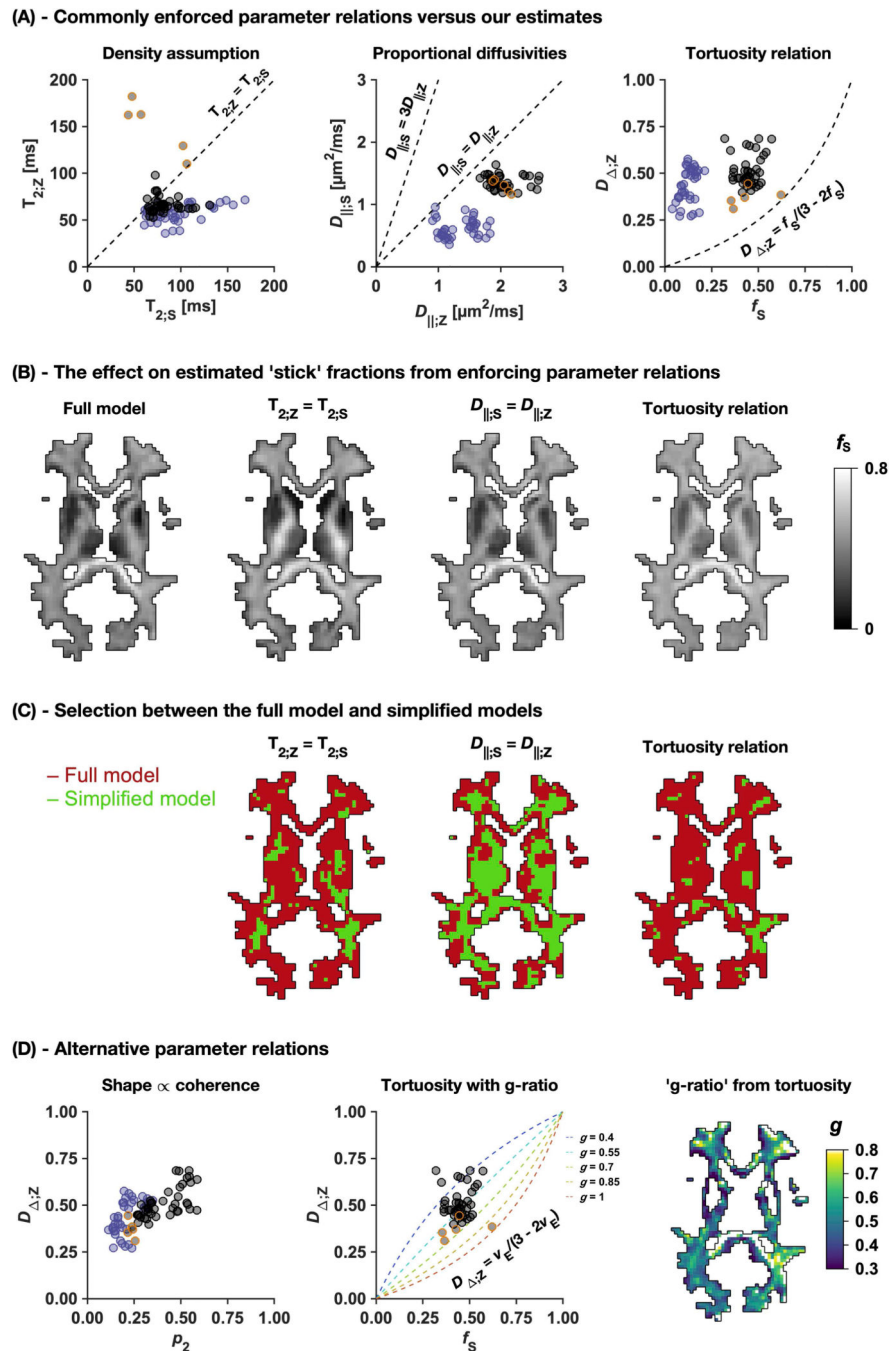 (A) - Commonly enforced parameter relations versus our estimates
Density assumption
Proportional diffusivities
Tortuosity relation
200
150
100
50
0
T2;Z [ms]
T2;Z = T2;S
0
50
100
150
200
T2;S [ms]
3
2
1
0
D||;S [μm²/ms]
D||;S = 3D||;Z
D||;S = D||;Z
0
1
2
3
D||;Z [μm²/ms]
1.00
0.75
0.50
0.25
0.00
DΔ;Z
DΔ;Z = fS/(3 - 2fS)
0.00
0.25
0.50
0.75
1.00
fS
(B) - The effect on estimated 'stick' fractions from enforcing parameter relations
Full model
T2;Z = T2;S
D||;S = D||;Z
Tortuosity relation
fS
0.8
0
(C) - Selection between the full model and simplified models
T2;Z = T2;S
D||;S = D||;Z
Tortuosity relation
– Full model
– Simplified model
(D) - Alternative parameter relations
Shape ∝ coherence
Tortuosity with g-ratio
'g-ratio' from tortuosity
1.00
0.75
0.50
0.25
0.00
DΔ;Z
0.00
0.25
0.50
0.75
1.00
p2
1.00
0.75
0.50
0.25
0.00
DΔ;Z
g = 0.4
g = 0.55
g = 0.7
g = 0.85
g = 1
DΔ;Z = vE/(3 - 2vE)
0.00
0.25
0.50
0.75
1.00
fS
g
0.8
0.7
0.6
0.5
0.4
0.3